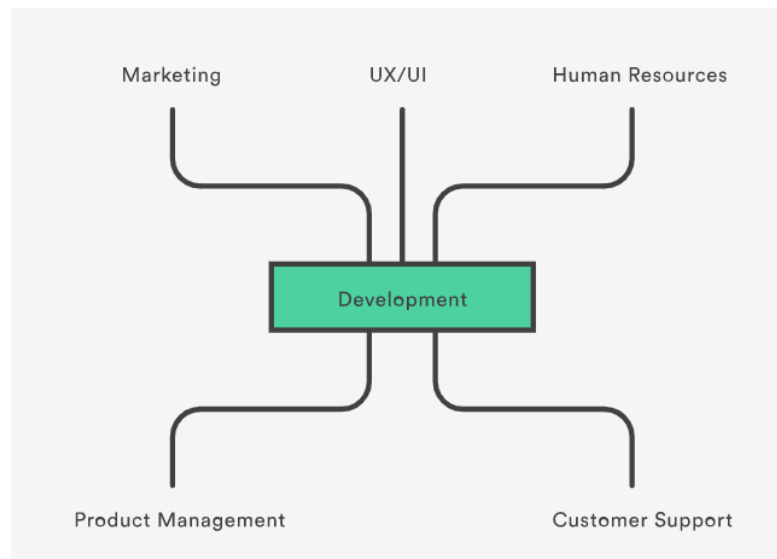 Marketing
UX/UI
Human Resources
Development
Product Management
Customer Support